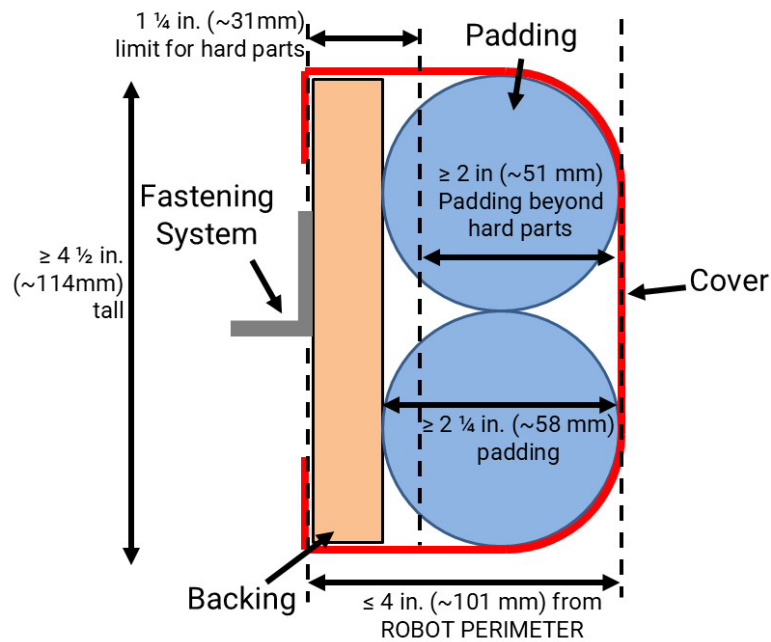 1 ¼ in. (~31mm)
limit for hard parts
Padding
≥ 2 in (~51 mm)
Padding beyond
hard parts
Fastening
System
≥ 4 ½ in.
(~114mm)
tall
Cover
≥ 2 ¼ in. (~58 mm)
padding
Backing
≤ 4 in. (~101 mm) from
ROBOT PERIMETER